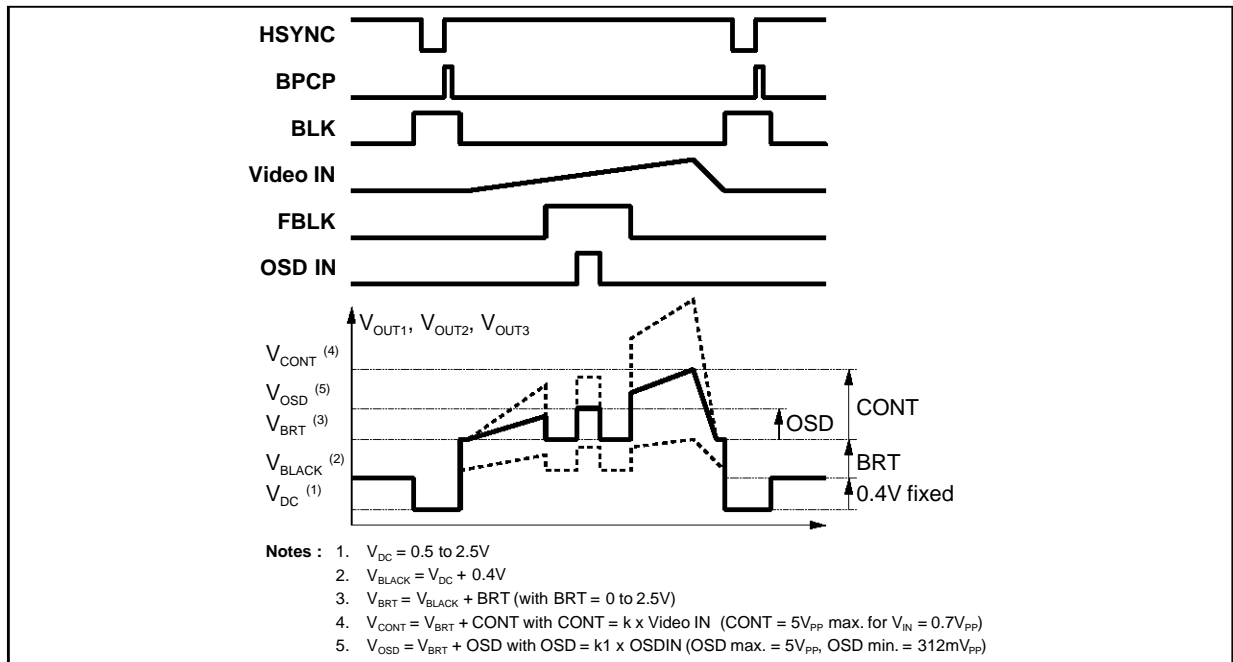 HSYNC
BPCP
BLK
Video IN
FBLK
OSD IN
VOUT1, VOUT2, VOUT3
VCONT (4)
VOSD (5)
VBRT (3)
VBLACK (2)
VDC (1)
CONT
OSD
BRT
0.4V fixed
Notes : 1. VDC = 0.5 to 2.5V
2. VBLACK = VDC + 0.4V
3. VBRT = VBLACK + BRT (with BRT = 0 to 2.5V)
4. VCONT = VBRT + CONT with CONT = k x Video IN (CONT = 5VPP max. for VIN = 0.7VPP)
5. VOSD = VBRT + OSD with OSD = k1 x OSDIN (OSD max. = 5VPP, OSD min. = 312mVPP)